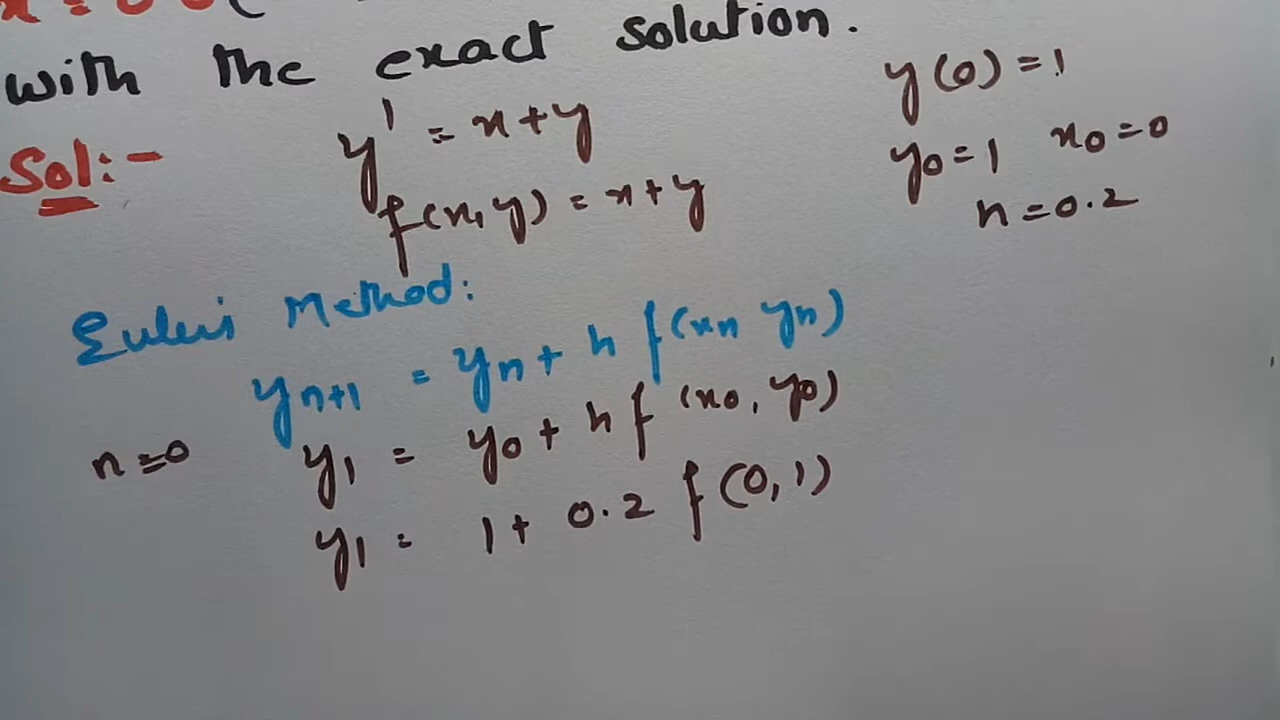 with the exact solution.
y(0) = 1
Sol:-
y' = x+y
y0 = 1 x0 = 0
f(x, y) = x+y
h = 0.2
Euler's Method:
yn+1 = yn + h f(xn yn)
n=0 y1 = y0 + h f (x0, y0)
y1 = 1 + 0.2 f (0, 1)